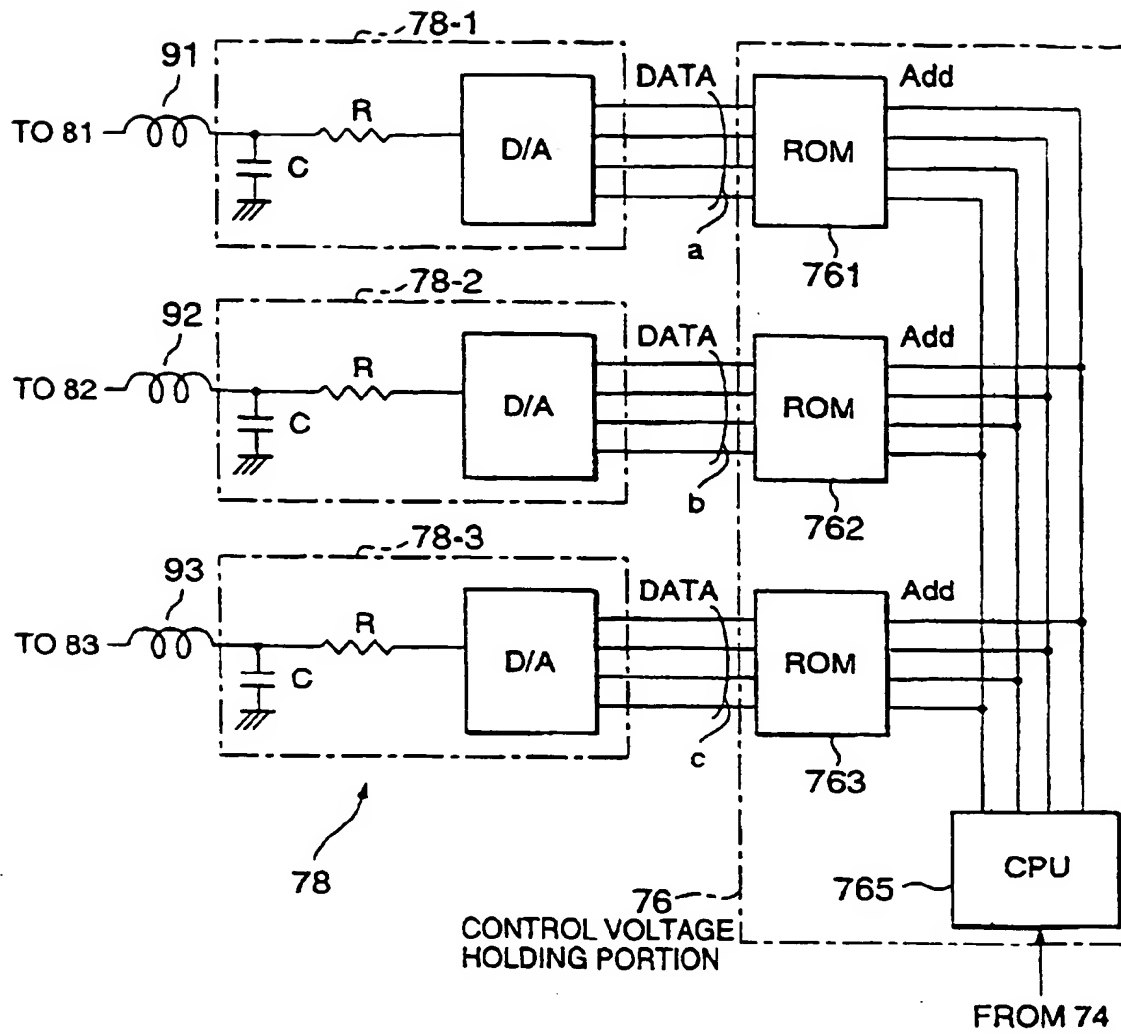 78-1
91
DATA
Add
R
TO 81
D/A
ROM
C
a
761
78-2
92
DATA
Add
R
TO 82
D/A
ROM
C
b
762
78-3
93
DATA
Add
R
TO 83
D/A
ROM
C
c
763
78
765
CPU
76
CONTROL VOLTAGE
HOLDING PORTION
FROM 74